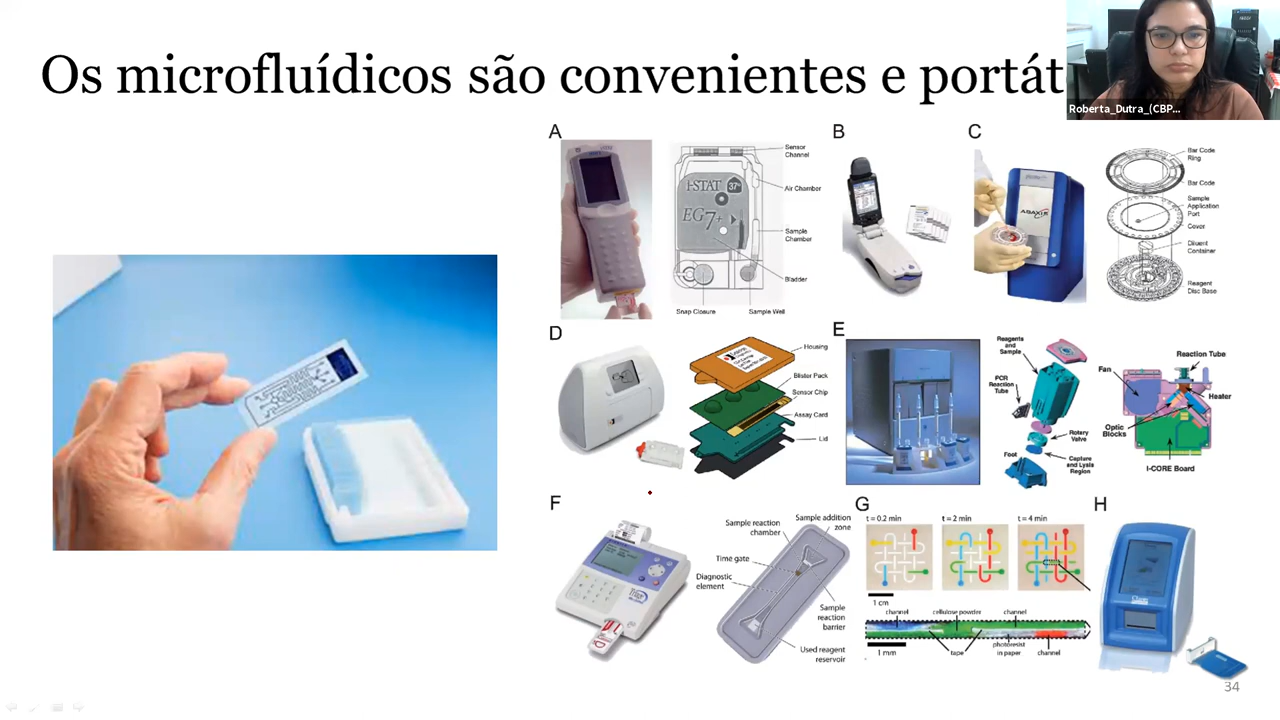 Os microfluídicos são convenientes e portát
Roberta_Dutra_(CBP...
A
Sensor
Channel
Air Chamber
Sample
Chamber
Bladder
Snap Closure
Sample Well
i-STAT
37°
EG7+
B
C
ABAXIS
Bar Code
Ring
Bar Code
Sample
Application
Port
Cover
Diluent
Container
Reagent
Disc Base
D
Housing
Blister Pack
Sensor Chip
Assay Card
Lid
E
Reagents
and
Sample
PCR
Reaction
Tube
Rotary
Valve
Foot
Capture
and Lysis
Region
Reaction Tube
Fan
Heater
Optic
Blocks
I-CORE Board
F
Sample reaction
chamber
Sample addition
zone
Time gate
Diagnostic
element
Sample
reaction
barrier
Used reagent
reservoir
G
t = 0.2 min
t = 2 min
t = 4 min
1 cm
channel
cellulose powder
channel
1 mm
tape
photoresist
in paper
channel
H
34